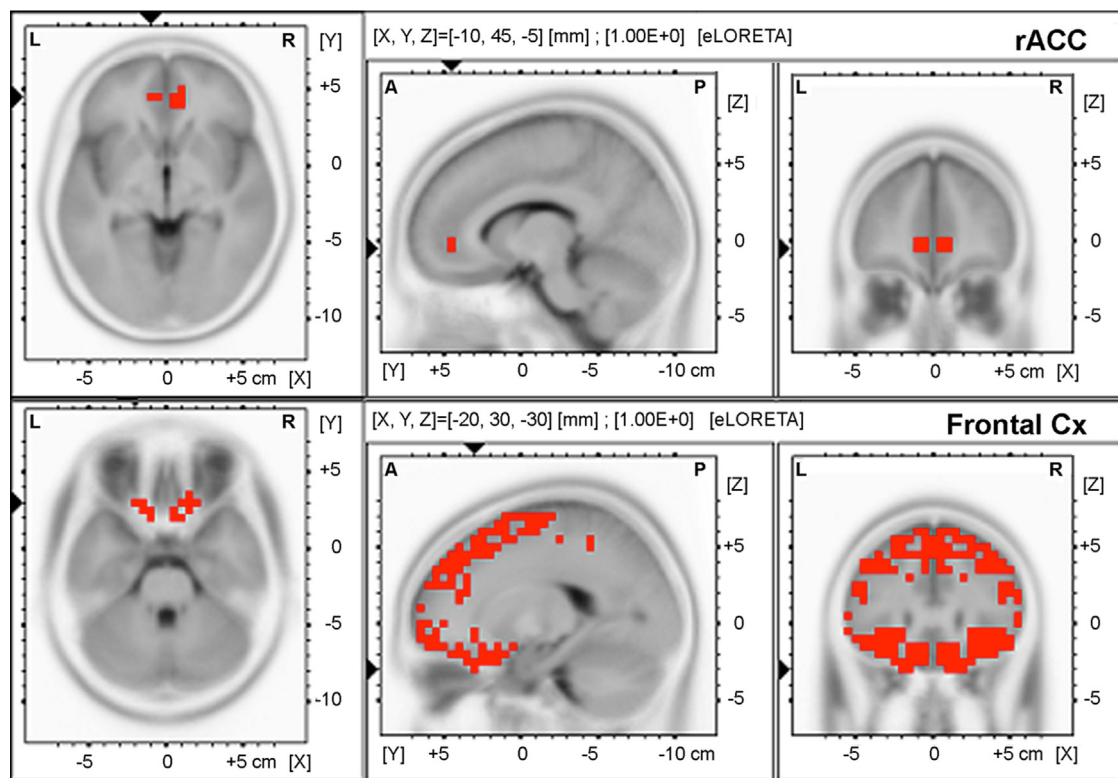 [X, Y, Z]=[-10, 45, -5] [mm] ; [1.00E+0] [eLORETA] rACC
L R [Y]
+5
0
-5
-10
-5 0 +5 cm [X]
A P [Z]
+5
0
-5
[Y] +5 0 -5 -10 cm
L R [Z]
+5
0
-5
-5 0 +5 cm [X]
[X, Y, Z]=[-20, 30, -30] [mm] ; [1.00E+0] [eLORETA] Frontal Cx
L R [Y]
+5
0
-5
-10
-5 0 +5 cm [X]
A P [Z]
+5
0
-5
[Y] +5 0 -5 -10 cm
L R [Z]
+5
0
-5
-5 0 +5 cm [X]